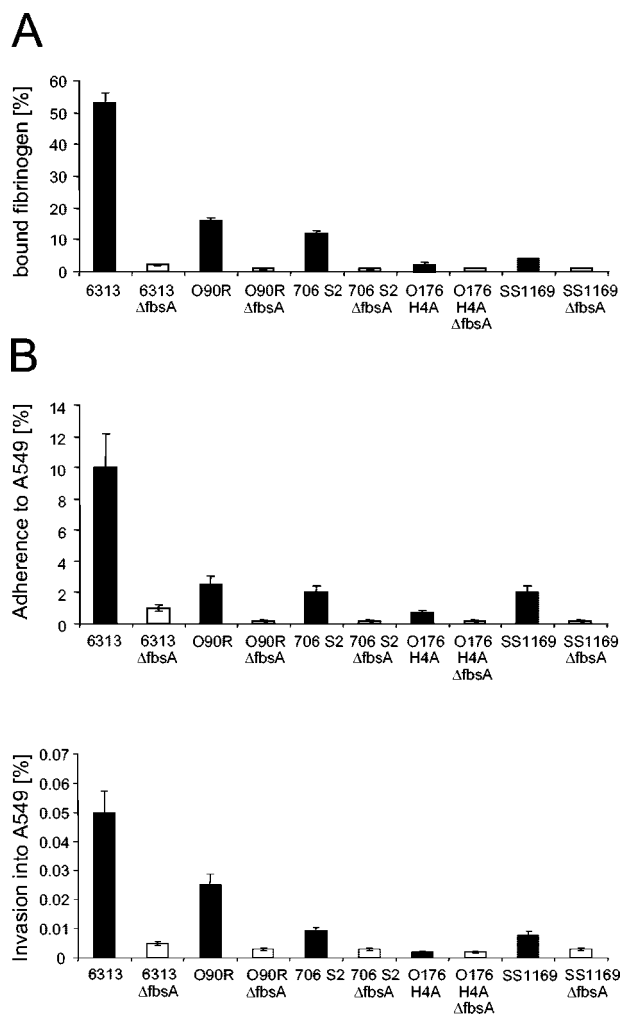 A
bound fibrinogen [%]
60
50
40
30
20
10
0
6313 6313 O90R O90R 706 S2 706 S2 O176 O176 SS1169 SS1169
ΔfbsA ΔfbsA ΔfbsA H4A H4A ΔfbsA
ΔfbsA
B
Adherence to A549 [%]
14
12
10
8
6
4
2
0
6313 6313 O90R O90R 706 S2 706 S2 O176 O176 SS1169 SS1169
ΔfbsA ΔfbsA ΔfbsA H4A H4A ΔfbsA
ΔfbsA
Invasion into A549 [%]
0.07
0.06
0.05
0.04
0.03
0.02
0.01
0
6313 6313 O90R O90R 706 S2 706 S2 O176 O176 SS1169 SS1169
ΔfbsA ΔfbsA ΔfbsA H4A H4A ΔfbsA
ΔfbsA